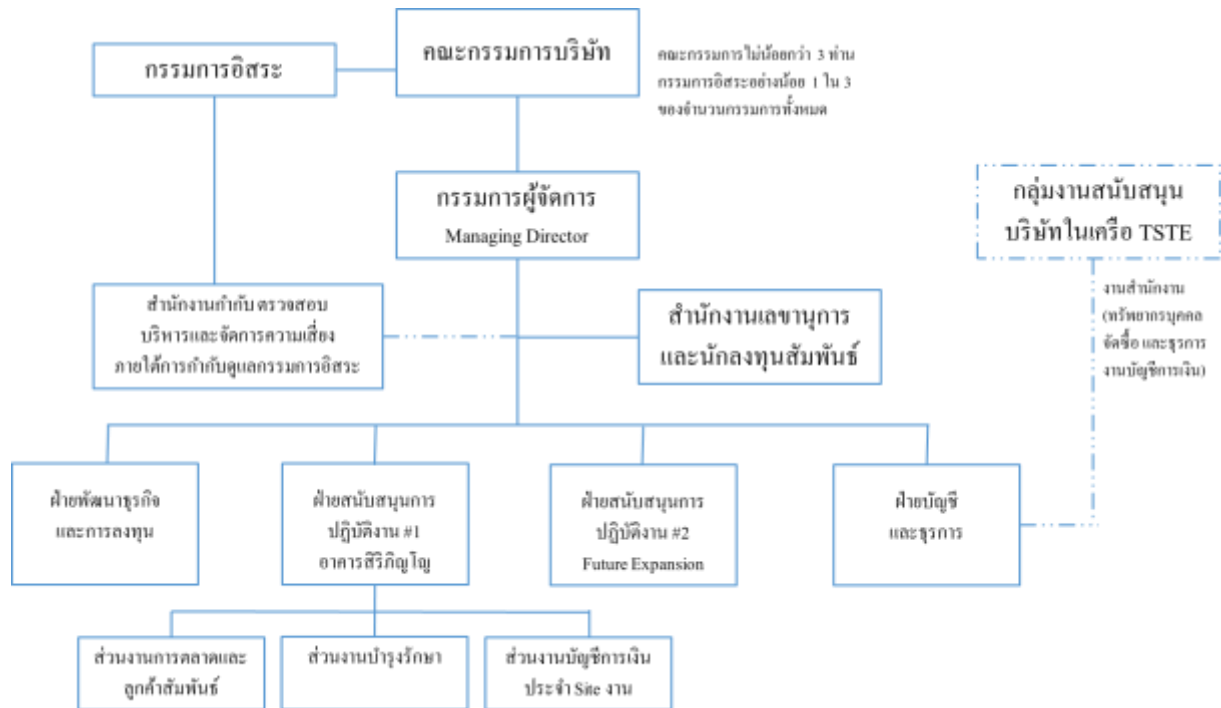 คณะกรรมการบริษัท
กรรมการอิสระ
คณะกรรมการไม่น้อยกว่า 3 ท่าน
กรรมการอิสระอย่างน้อย 1 ใน 3
ของจำนวนกรรมการทั้งหมด
กรรมการผู้จัดการ
Managing Director
กลุ่มงานสนับสนุน
บริษัทในเครือ TSTE
งานสำนักงาน
(ทรัพยากรบุคคล
จัดซื้อ และธุรการ
งานบัญชีการเงิน)
สำนักงานกำกับ ตรวจสอบ
บริหารและจัดการความเสี่ยง
ภายใต้การกำกับดูแลกรรมการอิสระ
สำนักงานเลขานุการ
และนักลงทุนสัมพันธ์
ฝ่ายพัฒนาธุรกิจ
และการลงทุน
ฝ่ายสนับสนุนการ
ปฏิบัติงาน #1
อาคารสิริภิญโญ
ฝ่ายสนับสนุนการ
ปฏิบัติงาน #2
Future Expansion
ฝ่ายบัญชี
และธุรการ
ส่วนงานการตลาดและ
ลูกค้าสัมพันธ์
ส่วนงานบำรุงรักษา
ส่วนงานบัญชีการเงิน
ประจำ Site งาน